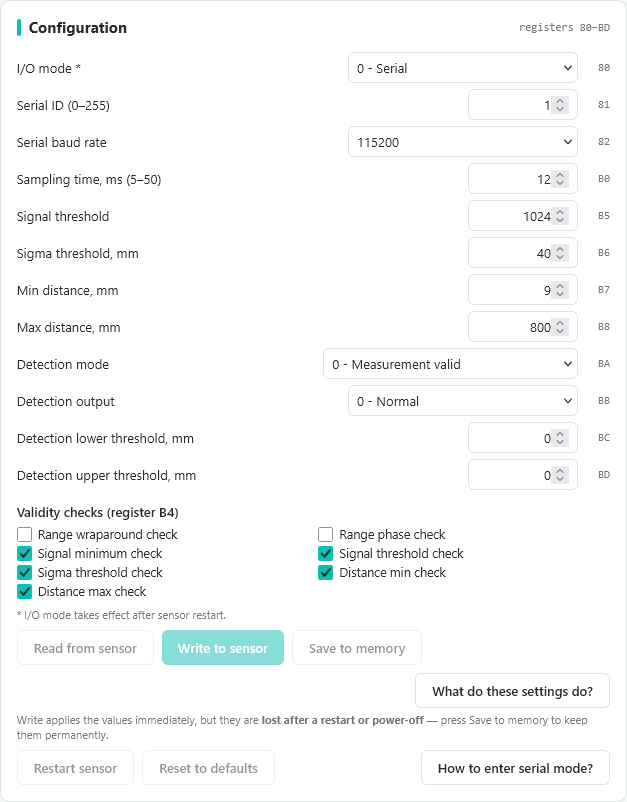 Configuration registers 80–BD
I/O mode * 0 - Serial 80
Serial ID (0–255) 1 81
Serial baud rate 115200 82
Sampling time, ms (5–50) 12 B0
Signal threshold 1024 B5
Sigma threshold, mm 40 B6
Min distance, mm 9 B7
Max distance, mm 800 B8
Detection mode 0 - Measurement valid BA
Detection output 0 - Normal BB
Detection lower threshold, mm 0 BC
Detection upper threshold, mm 0 BD
Validity checks (register B4)
Range wraparound check Range phase check
Signal minimum check Signal threshold check
Sigma threshold check Distance min check
Distance max check
* I/O mode takes effect after sensor restart.
Read from sensor Write to sensor Save to memory
What do these settings do?
Write applies the values immediately, but they are lost after a restart or power-off — press Save to memory to keep
them permanently.
Restart sensor Reset to defaults How to enter serial mode?